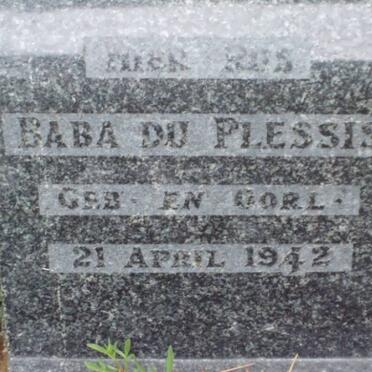 HIER RUS
BABA DU PLESSIS
GEB. EN OORL.
21 APRIL 1942